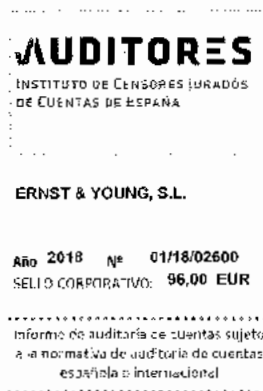 AUDITORES
INSTITUTO DE CENSORES JURADOS
DE CUENTAS DE ESPAÑA
ERNST & YOUNG, S.L.
Año 2018 Nº 01/18/02600
SELLO CORPORATIVO: 96,00 EUR
Informe de auditoría de cuentas sujeto
a la normativa de auditoría de cuentas
española o internacional